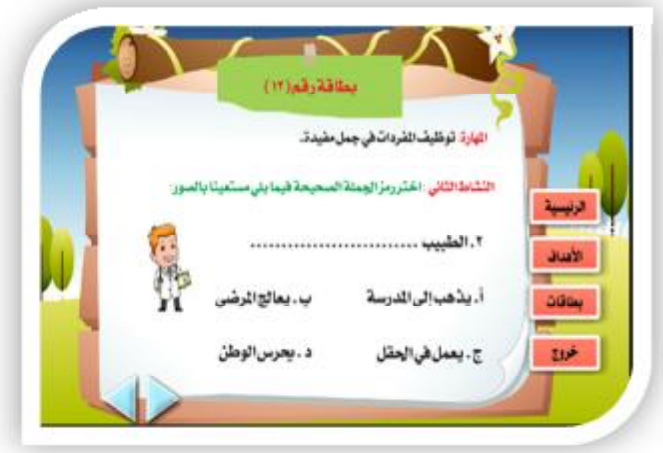 بطاقة رقم (١٢)
المهارة: توظيف المفردات في جمل مفيدة.
النشاط الثاني: اختر رمز الجملة الصحيحة فيما يلي مستعينا بالصور:
٢. الطبيب ...........................
أ. يذهب إلى المدرسة ب. يعالج المرضى
ج. يعمل في الحقل د. يحرس الوطن
الرئيسية
الأهداف
بطاقات
خروج